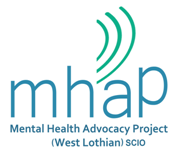 mhap
Mental Health Advocacy Project
(West Lothian) SCIO